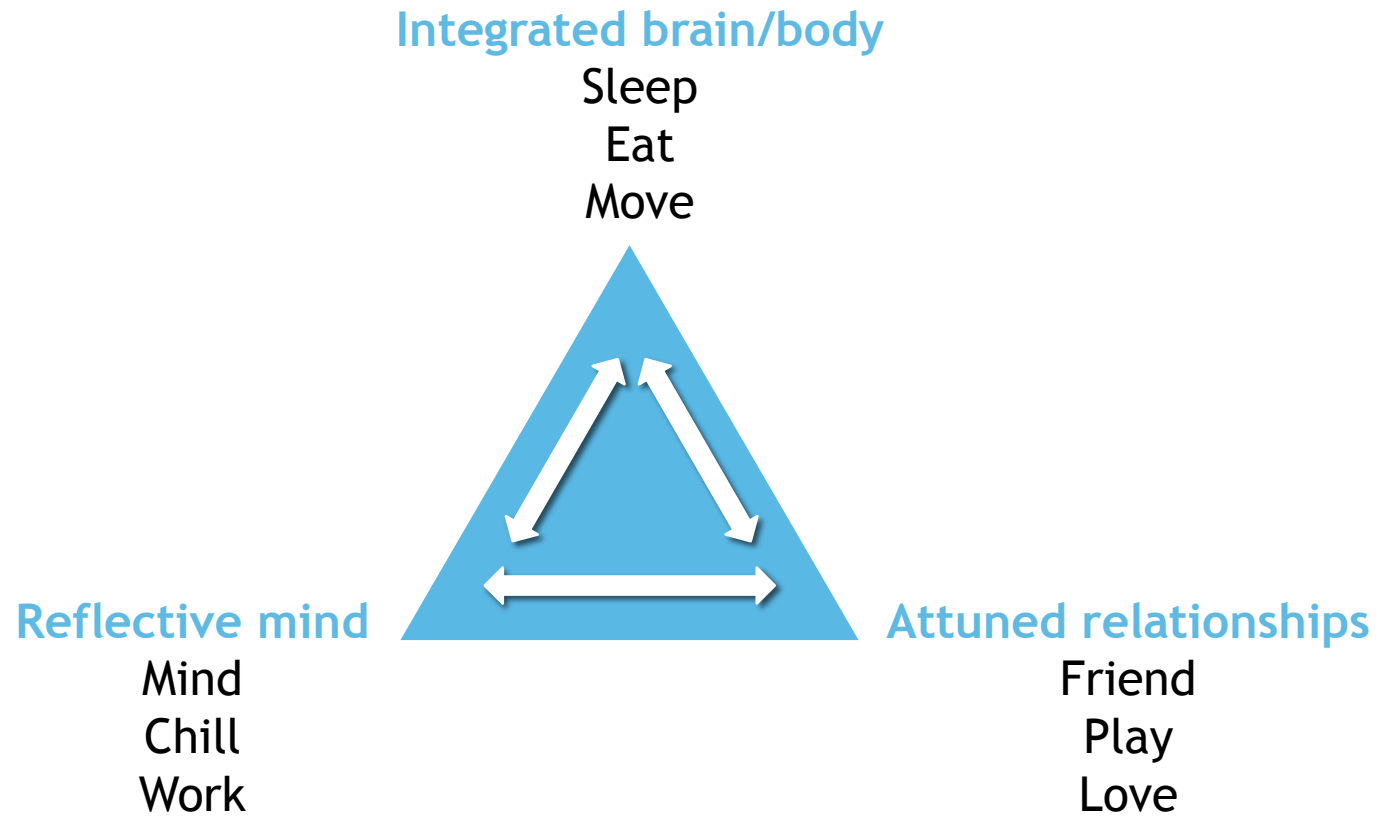 Integrated brain/body
Sleep
Eat
Move
Reflective mind
Mind
Chill
Work
Attuned relationships
Friend
Play
Love